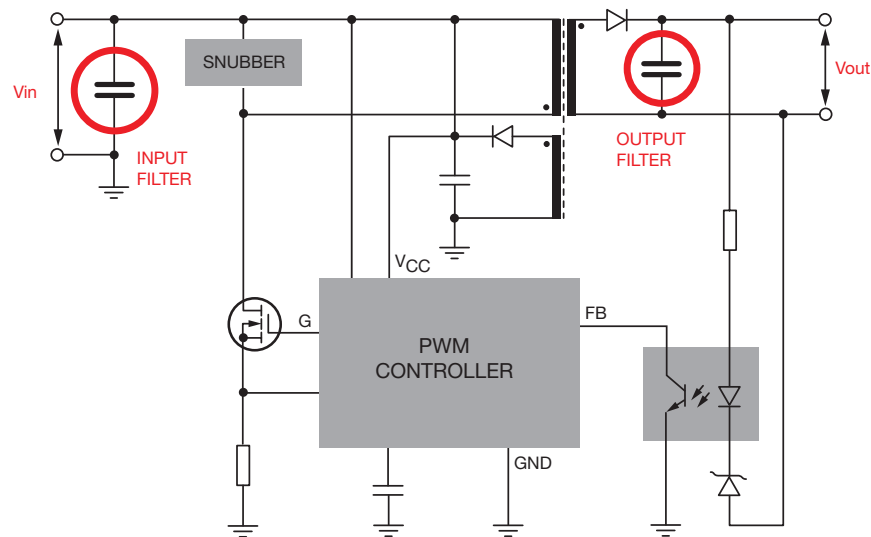 SNUBBER
Vin
Vout
INPUT
FILTER
OUTPUT
FILTER
VCC
G
FB
PWM
CONTROLLER
GND